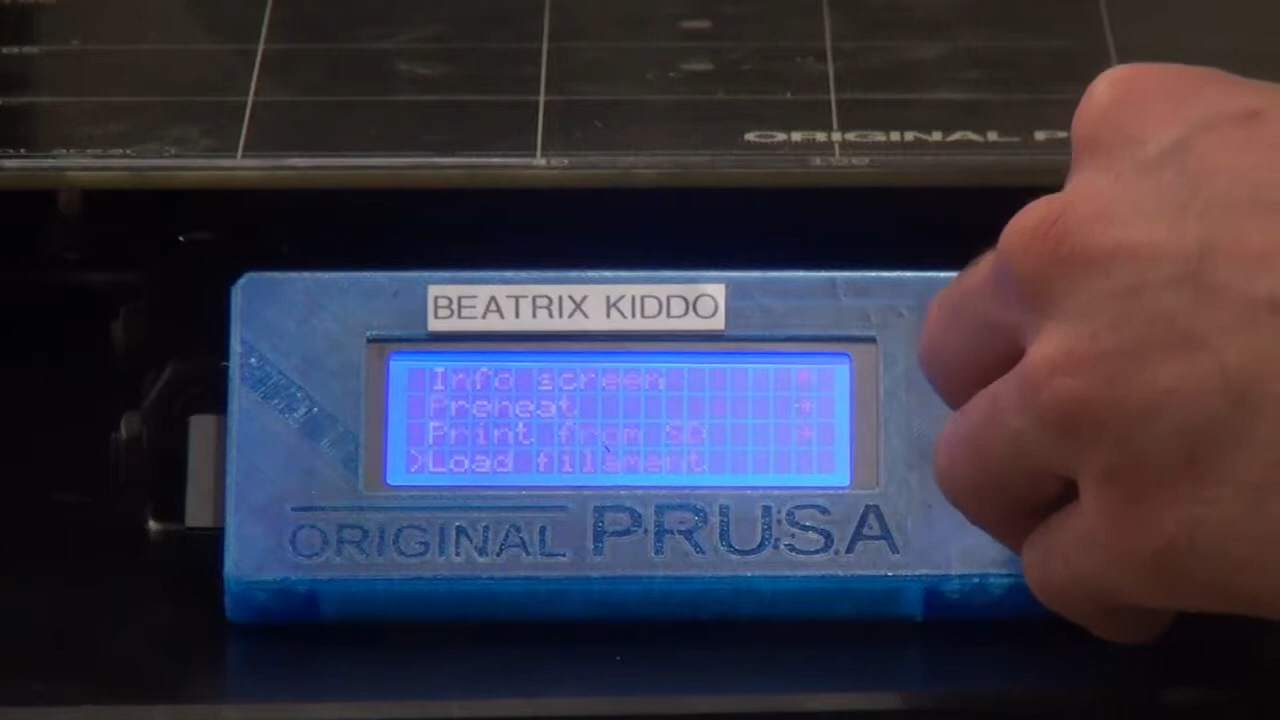 ORIGINAL P
BEATRIX KIDDO
Info screen
Preheat
Print from SD
>Load filament
ORIGINAL PRUSA